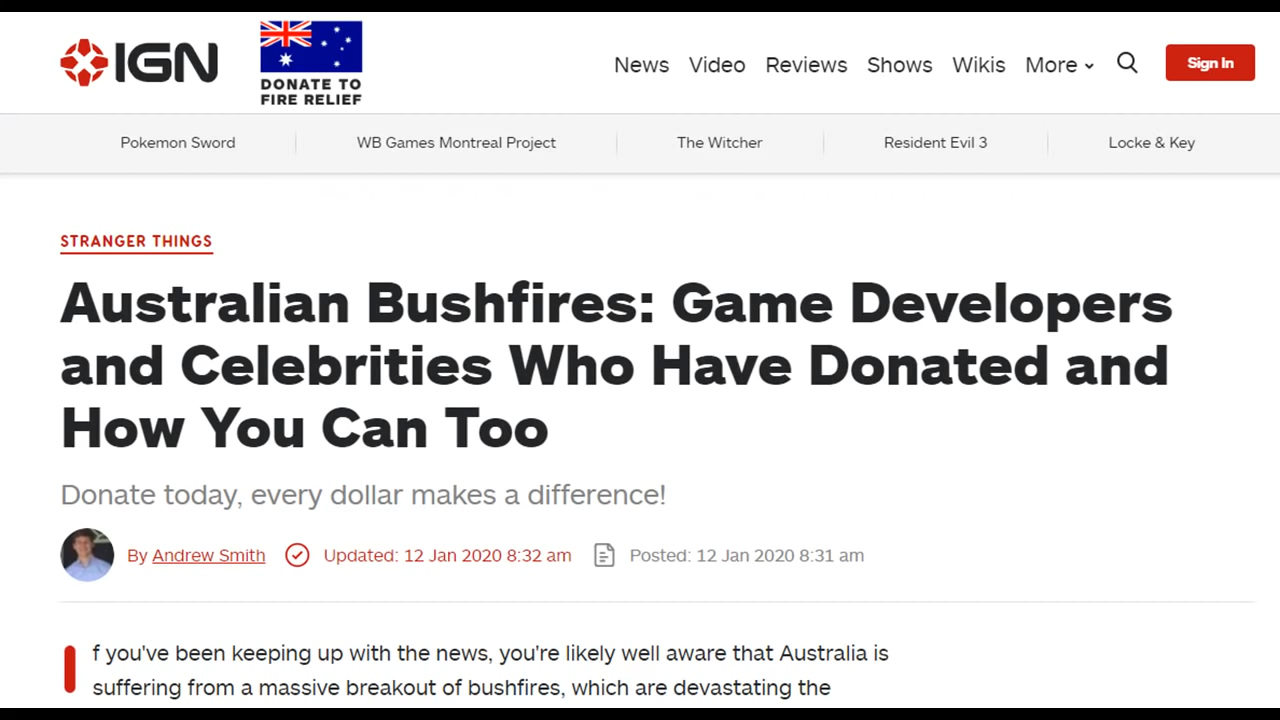 IGN
DONATE TO
FIRE RELIEF
News Video Reviews Shows Wikis More Sign In
Pokemon Sword WB Games Montreal Project The Witcher Resident Evil 3 Locke & Key
STRANGER THINGS
Australian Bushfires: Game Developers
and Celebrities Who Have Donated and
How You Can Too
Donate today, every dollar makes a difference!
By Andrew Smith Updated: 12 Jan 2020 8:32 am Posted: 12 Jan 2020 8:31 am
If you've been keeping up with the news, you're likely well aware that Australia is
suffering from a massive breakout of bushfires, which are devastating the